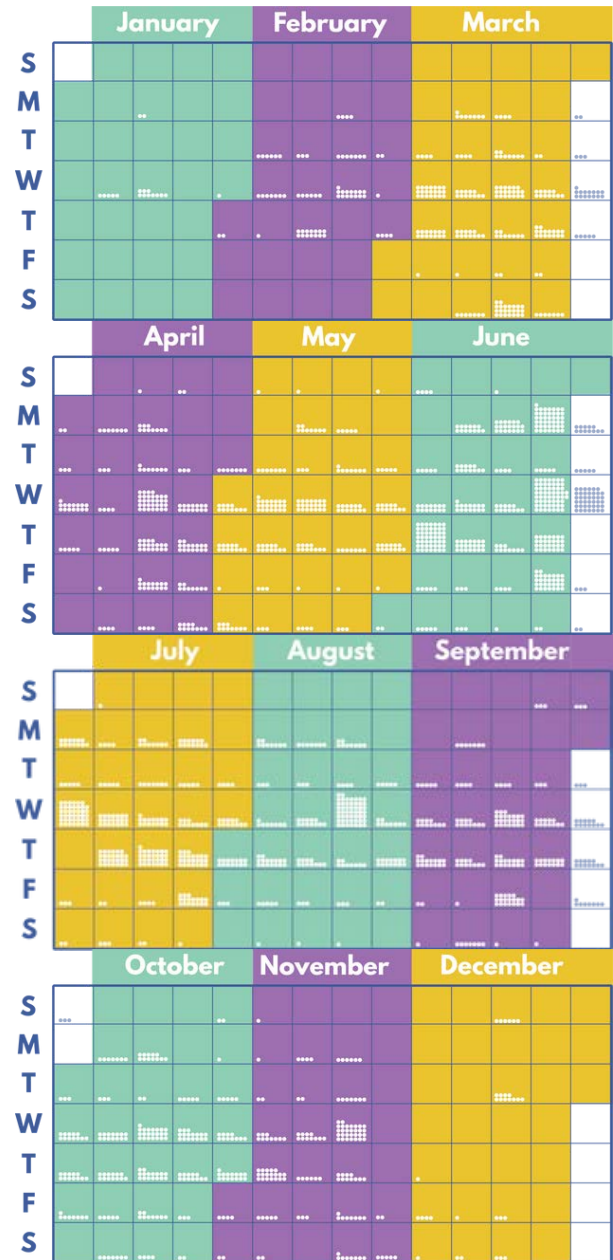 January February March
S
M
T
W
T
F
S
April May June
S
M
T
W
T
F
S
July August September
S
M
T
W
T
F
S
October November December
S
M
T
W
T
F
S